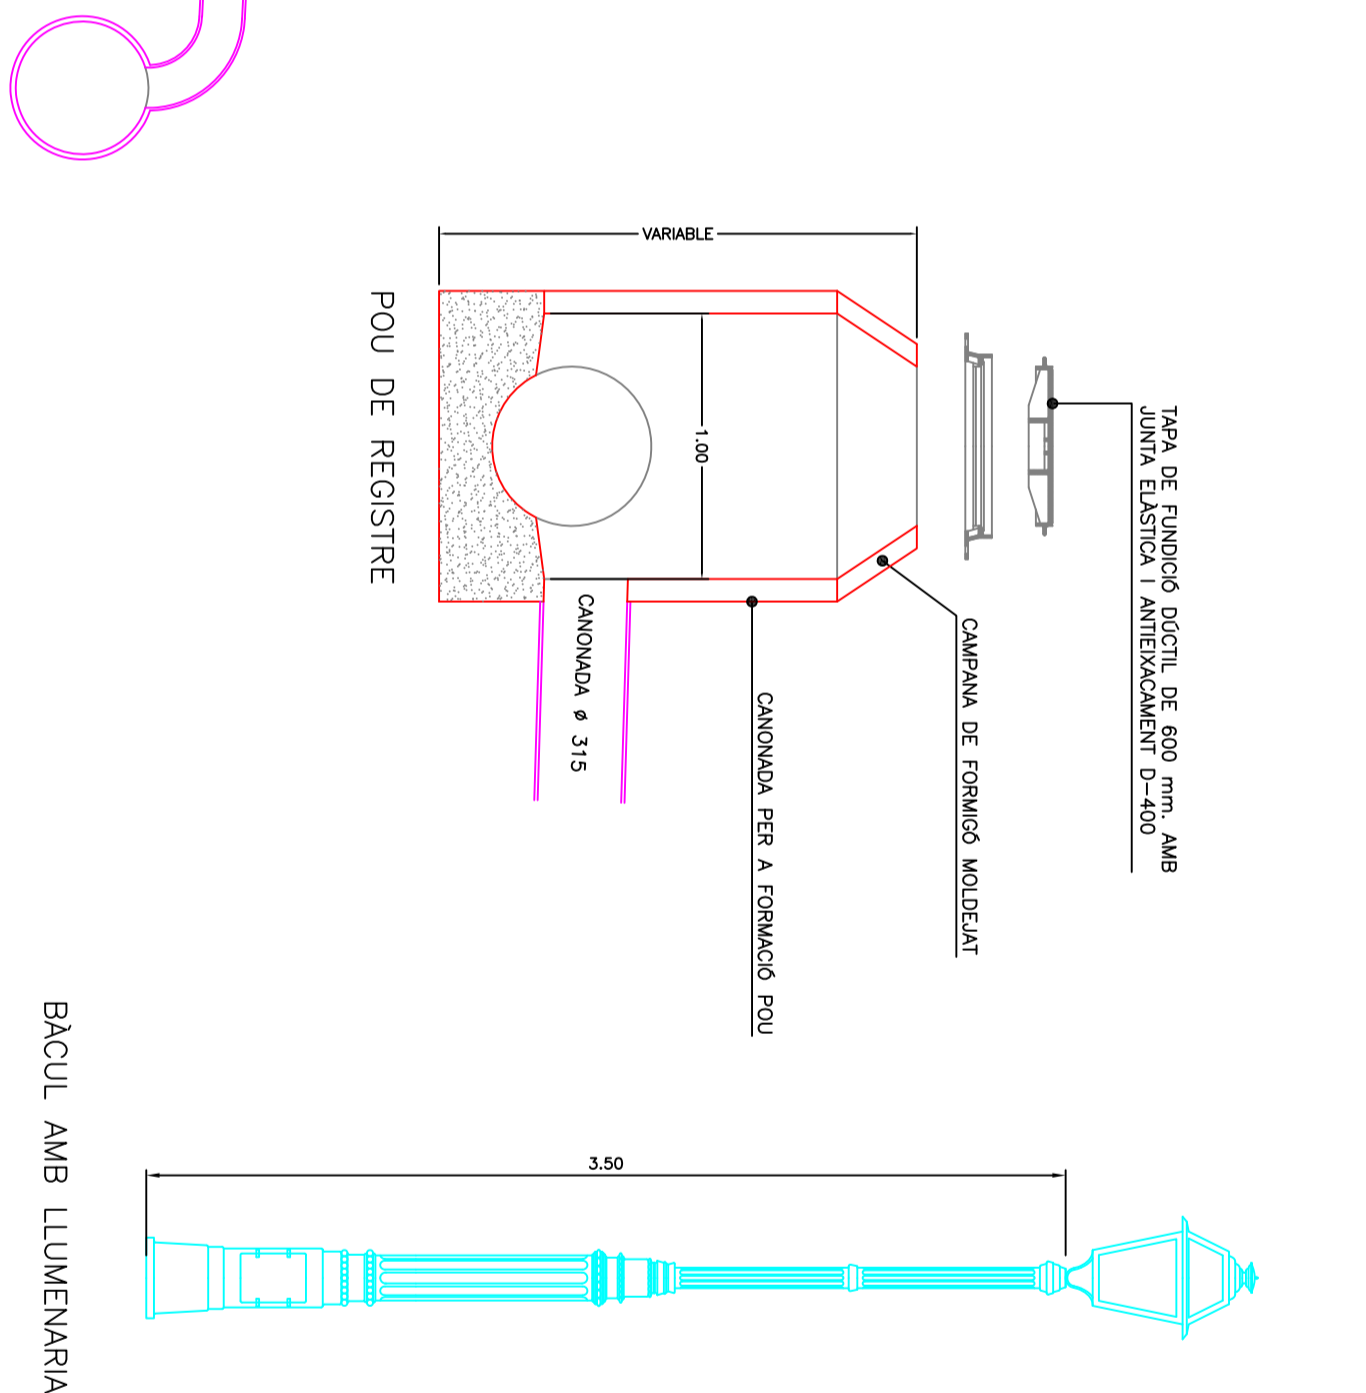 TAPA DE FUNDICIÓ DÚCTIL DE 600 mm. AMB
JUNTA ELÀSTICA I ANTIEIXACAMENT D-400
CAMPANA DE FORMIGÓ MOLDEJAT
CANONADA PER A FORMACIÓ POU
VARIABLE
1.00
CANONADA ø 315
POU DE REGISTRE
3.50
BÀCUL AMB LLUMENARIA